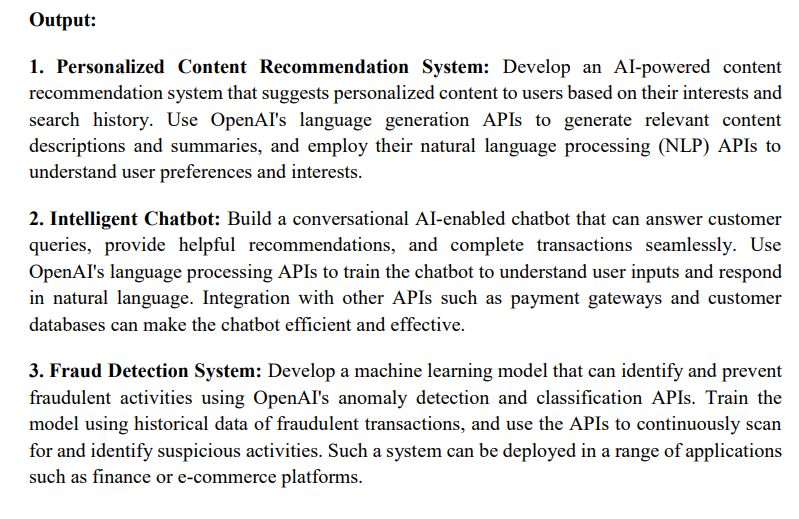 Output:
1. Personalized Content Recommendation System: Develop an AI-powered content
recommendation system that suggests personalized content to users based on their interests and
search history. Use OpenAI's language generation APIs to generate relevant content
descriptions and summaries, and employ their natural language processing (NLP) APIs to
understand user preferences and interests.
2. Intelligent Chatbot: Build a conversational AI-enabled chatbot that can answer customer
queries, provide helpful recommendations, and complete transactions seamlessly. Use
OpenAI's language processing APIs to train the chatbot to understand user inputs and respond
in natural language. Integration with other APIs such as payment gateways and customer
databases can make the chatbot efficient and effective.
3. Fraud Detection System: Develop a machine learning model that can identify and prevent
fraudulent activities using OpenAI's anomaly detection and classification APIs. Train the
model using historical data of fraudulent transactions, and use the APIs to continuously scan
for and identify suspicious activities. Such a system can be deployed in a range of applications
such as finance or e-commerce platforms.